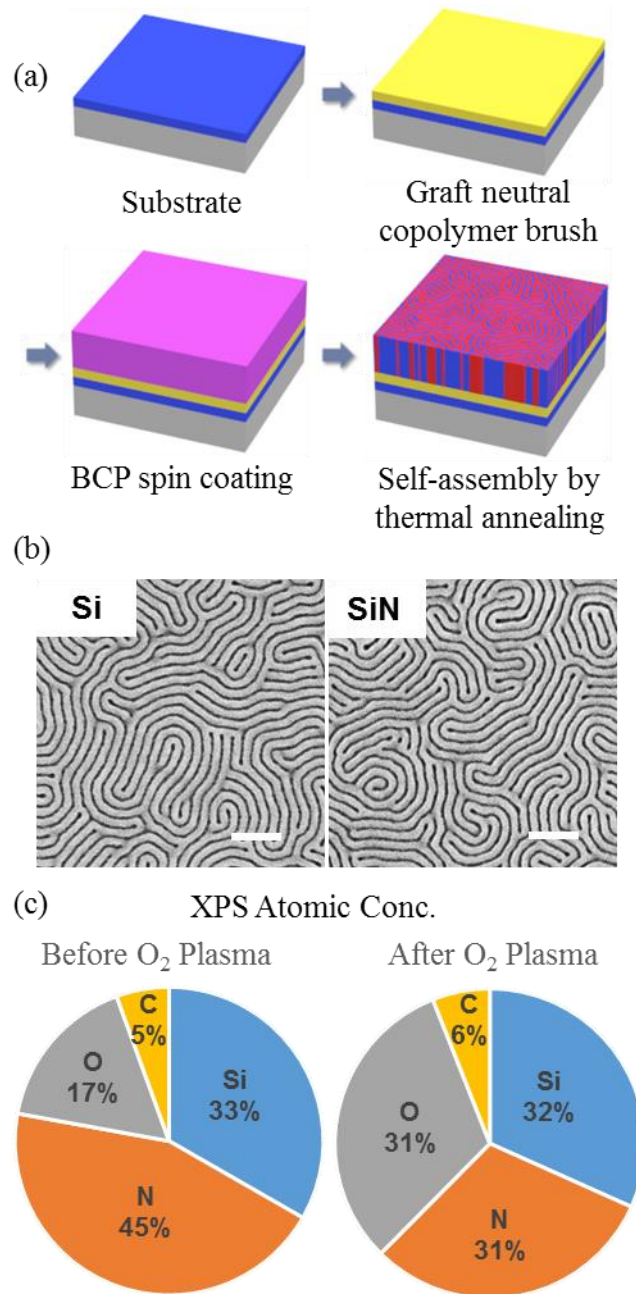 (a)
Substrate
Graft neutral
copolymer brush
BCP spin coating
Self-assembly by
thermal annealing
(b)
Si
SiN
(c)
XPS Atomic Conc.
Before O₂ Plasma
After O₂ Plasma
C
5%
O
17%
Si
33%
N
45%
C
6%
O
31%
Si
32%
N
31%